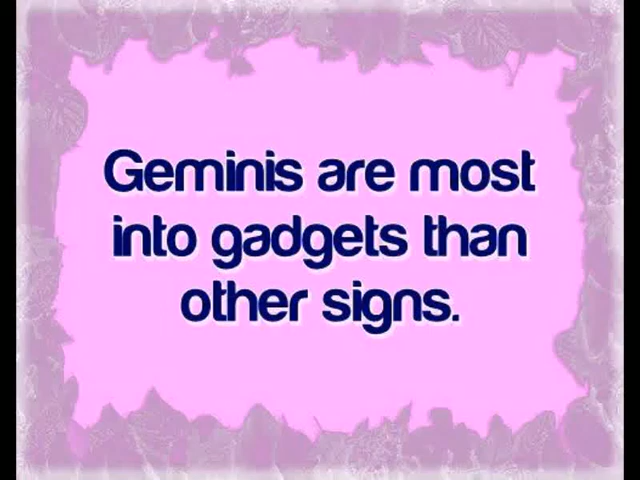 Geminis are most
into gadgets than
other signs.